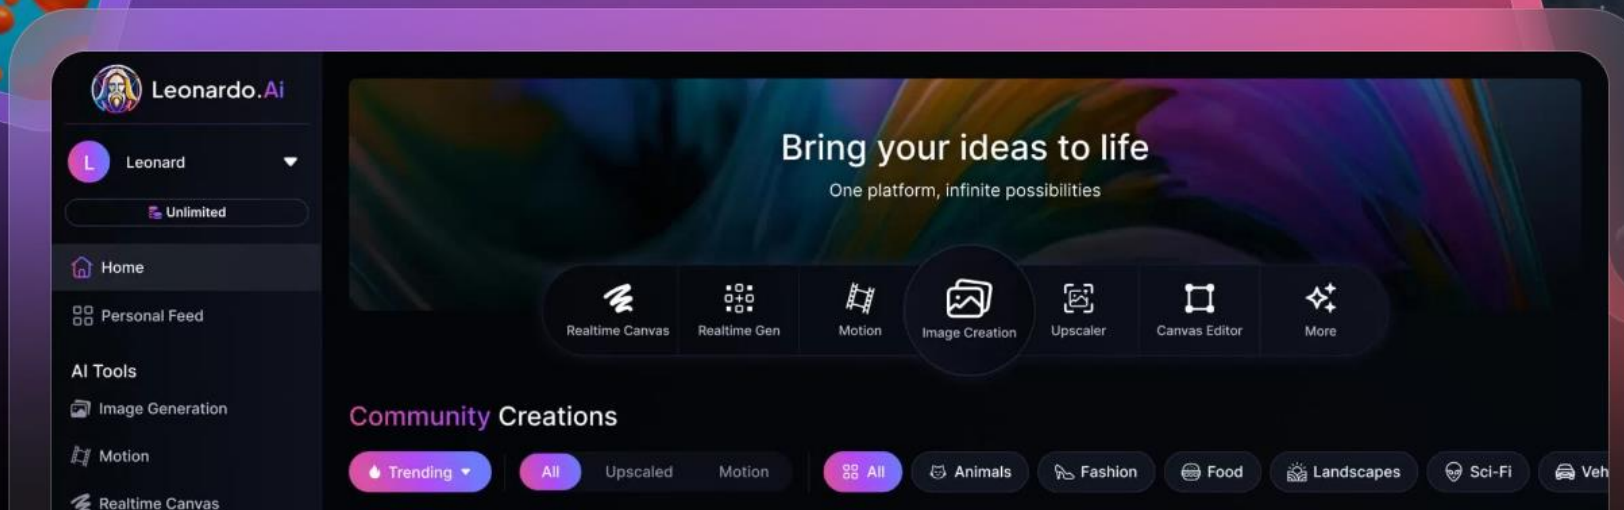 Leonardo.Ai
L
Leonard
Unlimited
Home
Personal Feed
AI Tools
Image Generation
Motion
Realtime Canvas
Bring your ideas to life
One platform, infinite possibilities
Realtime Canvas
Realtime Gen
Motion
Image Creation
Upscaler
Canvas Editor
More
Community Creations
Trending
All
Upscaled
Motion
All
Animals
Fashion
Food
Landscapes
Sci-Fi
Veh